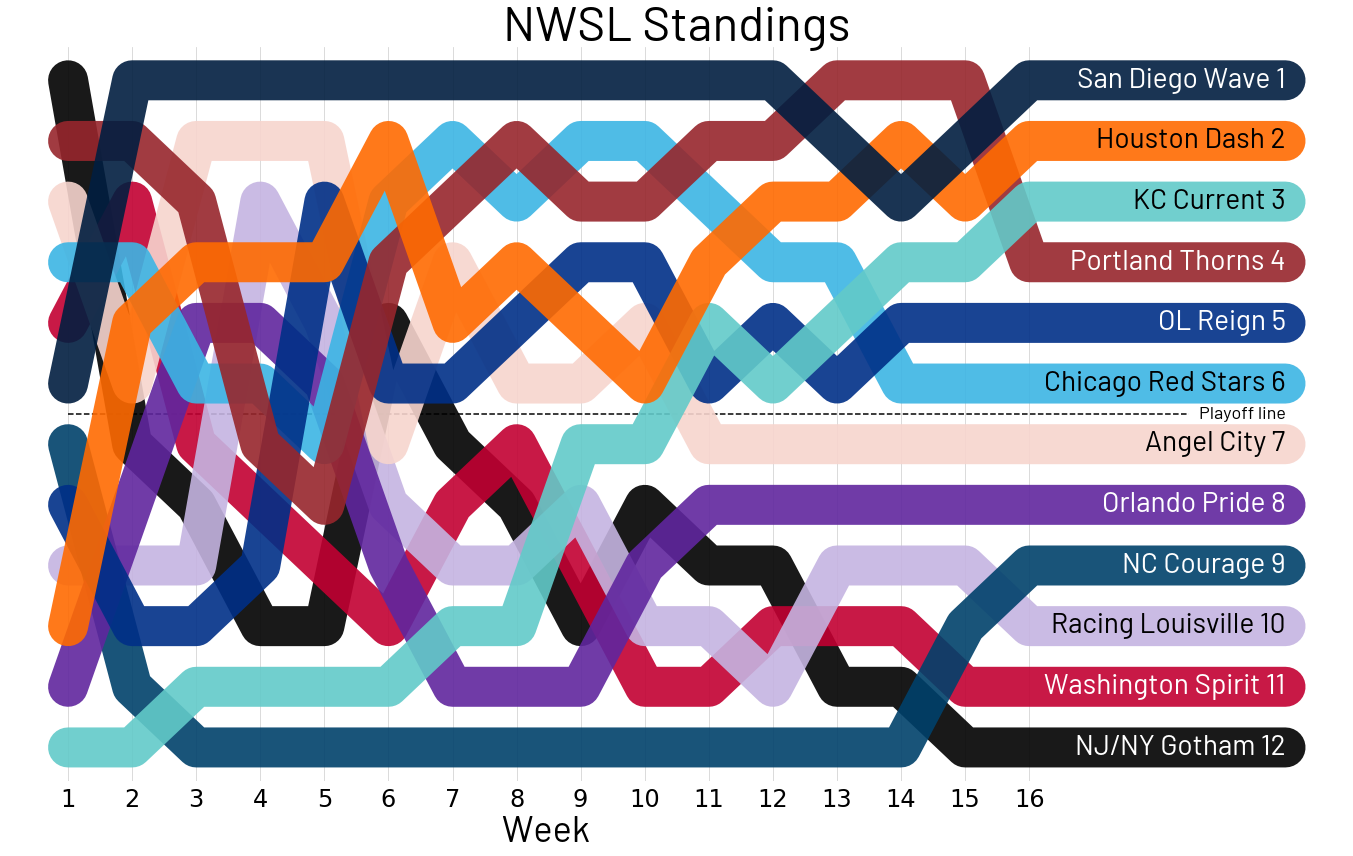 NWSL Standings
San Diego Wave 1
Houston Dash 2
KC Current 3
Portland Thorns 4
OL Reign 5
Chicago Red Stars 6
Playoff line
Angel City 7
Orlando Pride 8
NC Courage 9
Racing Louisville 10
Washington Spirit 11
NJ/NY Gotham 12
1 2 3 4 5 6 7 8 9 10 11 12 13 14 15 16
Week